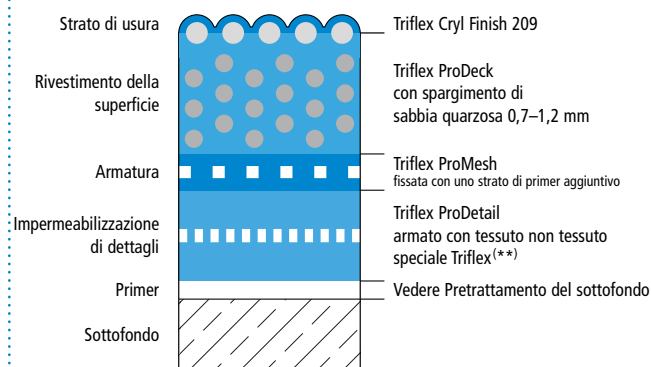 Strato di usura
Triflex Cryl Finish 209
Rivestimento della
superficie
Triflex ProDeck
con spargimento di
sabbia quarzosa 0,7–1,2 mm
Armatura
Triflex ProMesh
fissata con uno strato di primer aggiuntivo
Impermeabilizzazione
di dettagli
Triflex ProDetail
armato con tessuto non tessuto
speciale Triflex(**)
Primer
Vedere Pretrattamento del sottofondo
Sottofondo